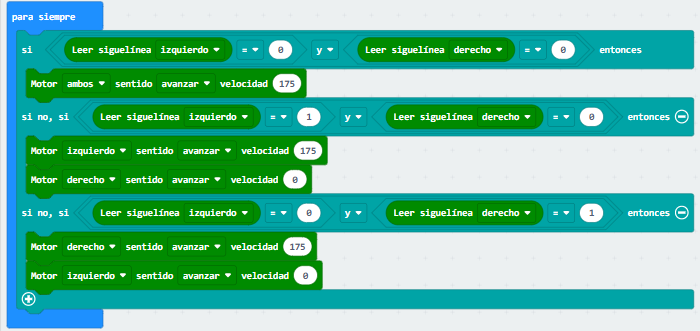 para siempre
si Leer siguelínea izquierdo = 0 y Leer siguelínea derecho = 0 entonces
Motor ambos sentido avanzar velocidad 175
si no, si Leer siguelínea izquierdo = 1 y Leer siguelínea derecho = 0 entonces
Motor izquierdo sentido avanzar velocidad 175
Motor derecho sentido avanzar velocidad 0
si no, si Leer siguelínea izquierdo = 0 y Leer siguelínea derecho = 1 entonces
Motor derecho sentido avanzar velocidad 175
Motor izquierdo sentido avanzar velocidad 0